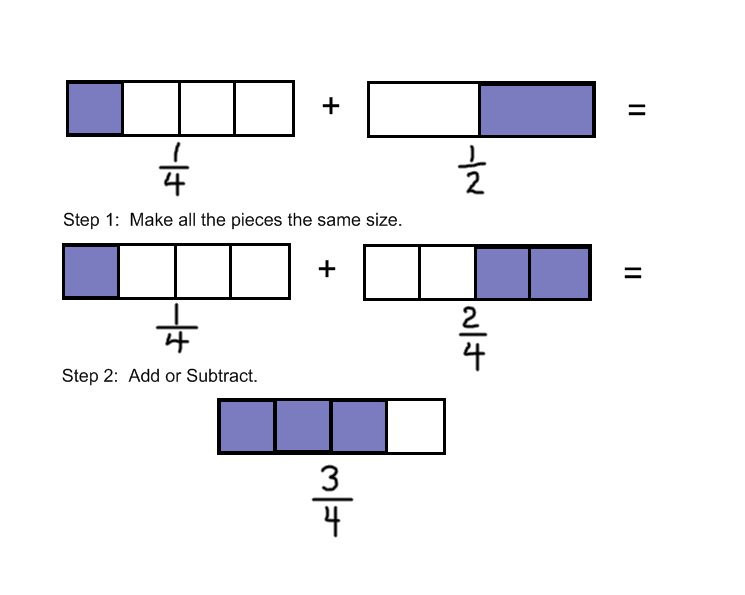 + =
1/4 1/2
Step 1: Make all the pieces the same size.
+ =
1/4 2/4
Step 2: Add or Subtract.
3/4